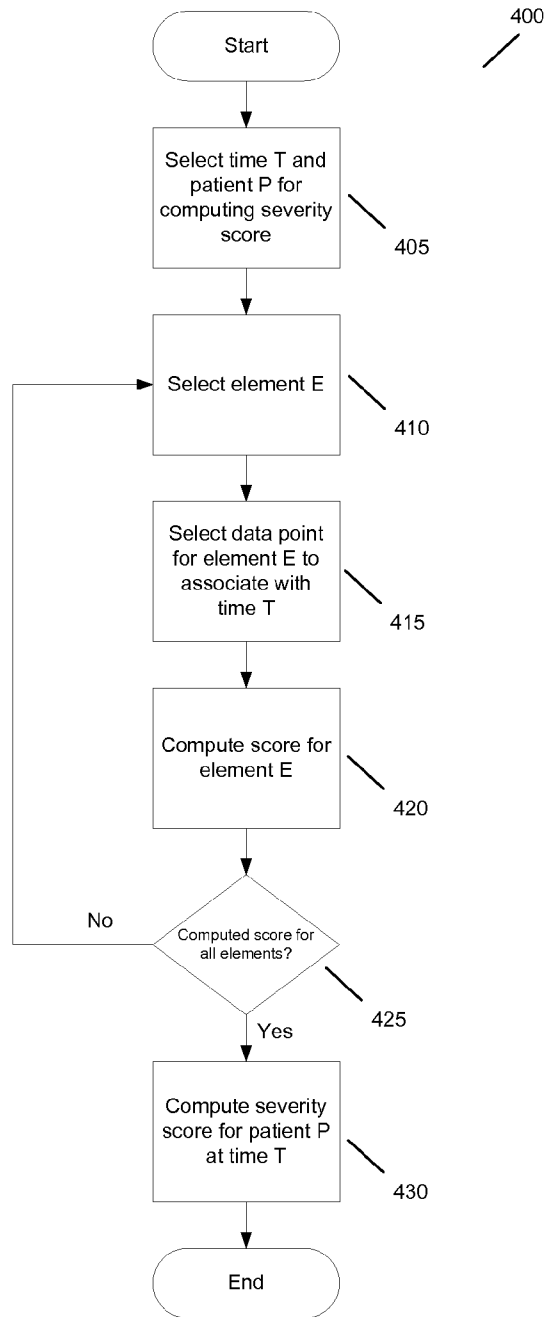 400
Start
Select time T and
patient P for
computing severity
score
405
Select element E
410
Select data point
for element E to
associate with
time T
415
Compute score for
element E
420
No
Computed score for
all elements?
425
Yes
Compute severity
score for patient P
at time T
430
End